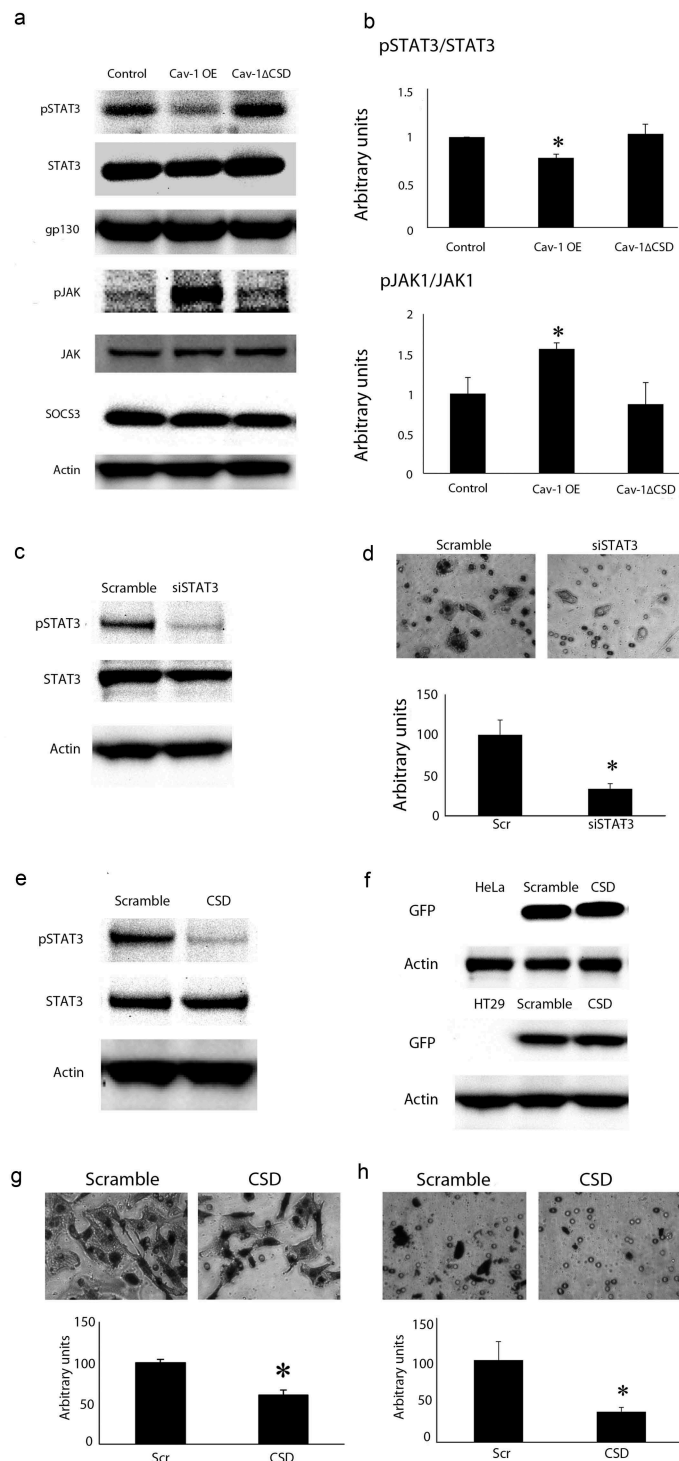 a
Control Cav-1 OE Cav-1ΔCSD
pSTAT3
STAT3
gp130
pJAK
JAK
SOCS3
Actin
b
pSTAT3/STAT3
Arbitrary units
1.5
1
0.5
0
*
Control Cav-1 OE Cav-1ΔCSD
pJAK1/JAK1
Arbitrary units
2
1.5
1
0.5
0
*
Control Cav-1 OE Cav-1ΔCSD
c
Scramble siSTAT3
pSTAT3
STAT3
Actin
d
Scramble siSTAT3
Arbitrary units
150
100
50
0
*
Scr siSTAT3
e
Scramble CSD
pSTAT3
STAT3
Actin
f
HeLa Scramble CSD
GFP
Actin
HT29 Scramble CSD
GFP
Actin
g
Scramble CSD
Arbitrary units
150
100
50
0
*
Scr CSD
h
Scramble CSD
Arbitrary units
150
100
50
0
*
Scr CSD